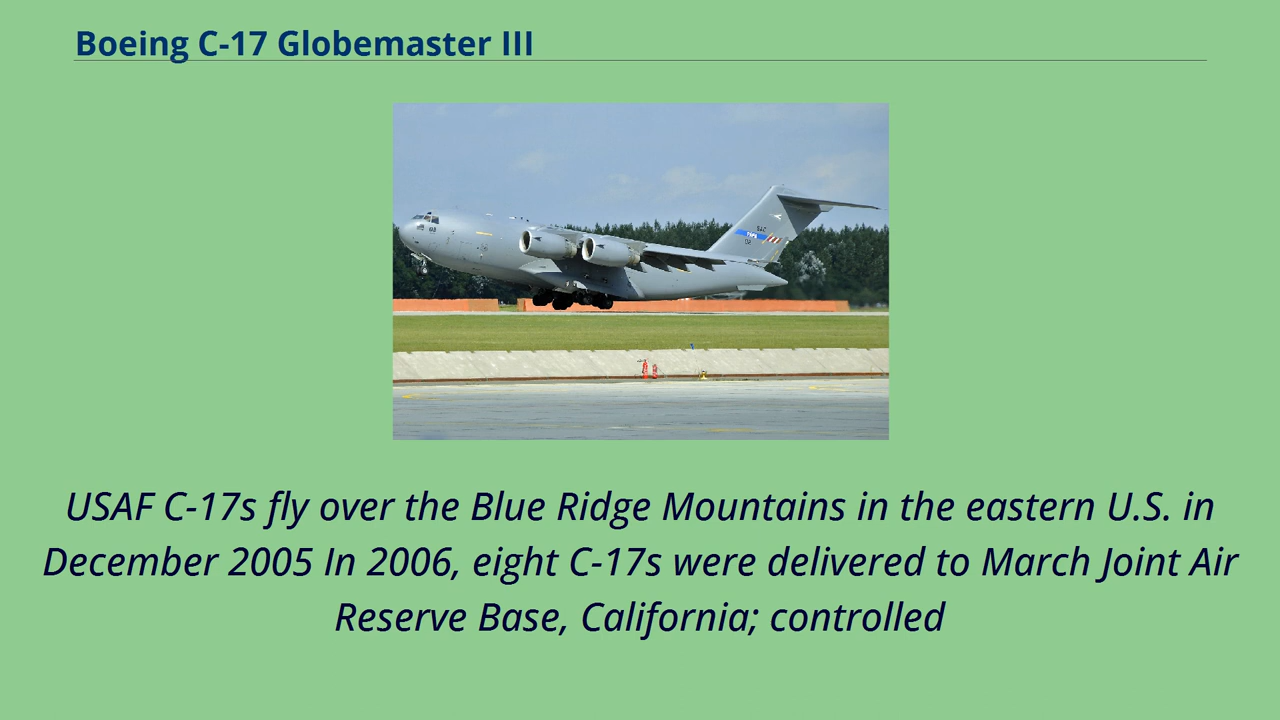 Boeing C-17 Globemaster III
USAF C-17s fly over the Blue Ridge Mountains in the eastern U.S. in
December 2005 In 2006, eight C-17s were delivered to March Joint Air
Reserve Base, California; controlled